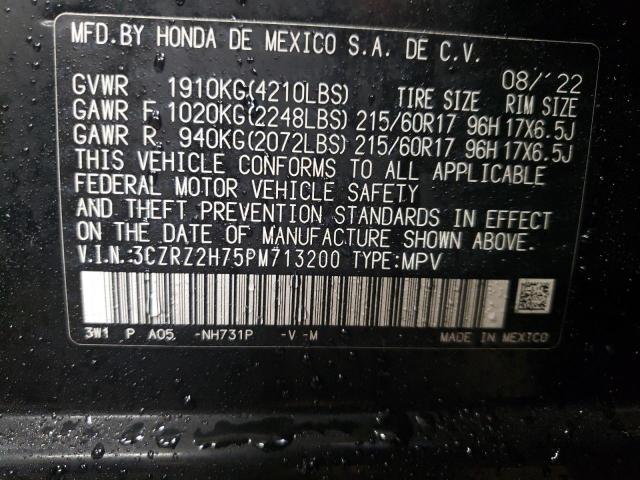 MFD.BY HONDA DE MEXICO S.A. DE C.V.
08/'22
GVWR 1910KG(4210LBS) TIRE SIZE RIM SIZE
GAWR F. 1020KG(2248LBS) 215/60R17 96H 17X6.5J
GAWR R. 940KG(2072LBS) 215/60R17 96H 17X6.5J
THIS VEHICLE CONFORMS TO ALL APPLICABLE
FEDERAL MOTOR VEHICLE SAFETY
AND THEFT PREVENTION STANDARDS IN EFFECT
ON THE DATE OF MANUFACTURE SHOWN ABOVE.
V.I.N.:3CZRZ2H75PM713200 TYPE:MPV
3W1 P A05 -NH731P -V-M MADE IN MEXICO